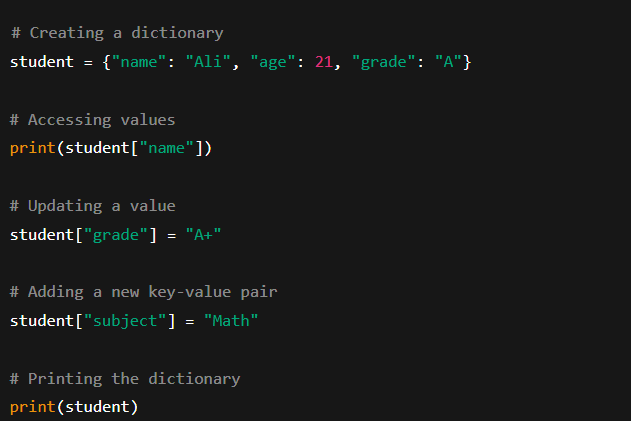 # Creating a dictionary
student = {"name": "Ali", "age": 21, "grade": "A"}
# Accessing values
print(student["name"])
# Updating a value
student["grade"] = "A+"
# Adding a new key-value pair
student["subject"] = "Math"
# Printing the dictionary
print(student)